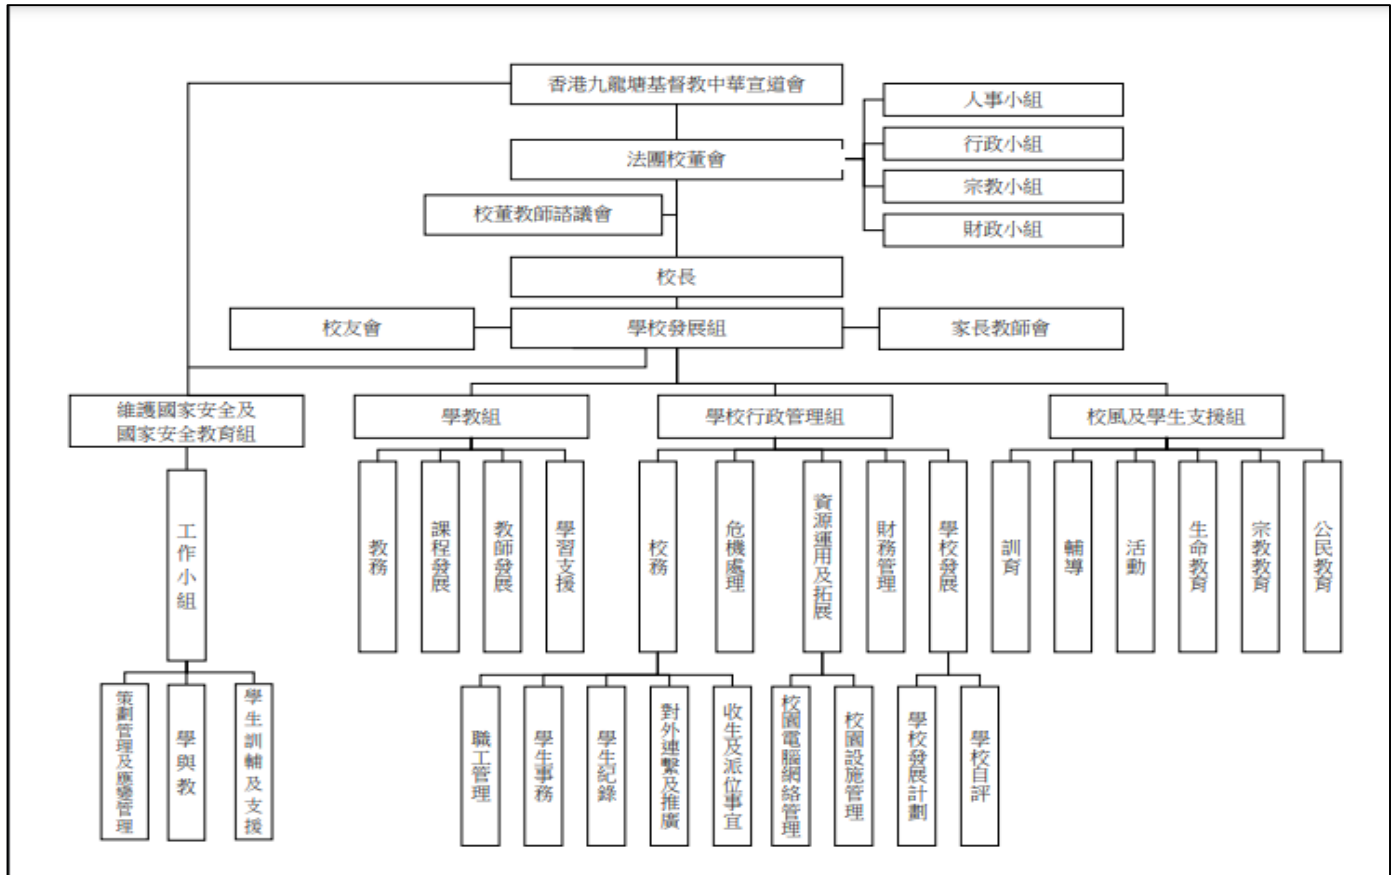 香港九龍塘基督教中華宣道會
人事小組
行政小組
法團校董會
宗教小組
校董教師諮議會
財政小組
校長
校友會
學校發展組
家長教師會
維護國家安全及
國家安全教育組
學教組
學校行政管理組
校風及學生支援組
工作小組
教務
課程發展
教師發展
學習支援
校務
危機處理
資源運用及拓展
財務管理
學校發展
訓育
輔導
活動
生命教育
宗教教育
公民教育
策劃管理及應變管理
學與教
學生訓輔及支援
職工管理
學生事務
學生紀錄
對外連繫及推廣
收生及派位事宜
校園電腦網絡管理
校園設施管理
學校發展計劃
學校自評